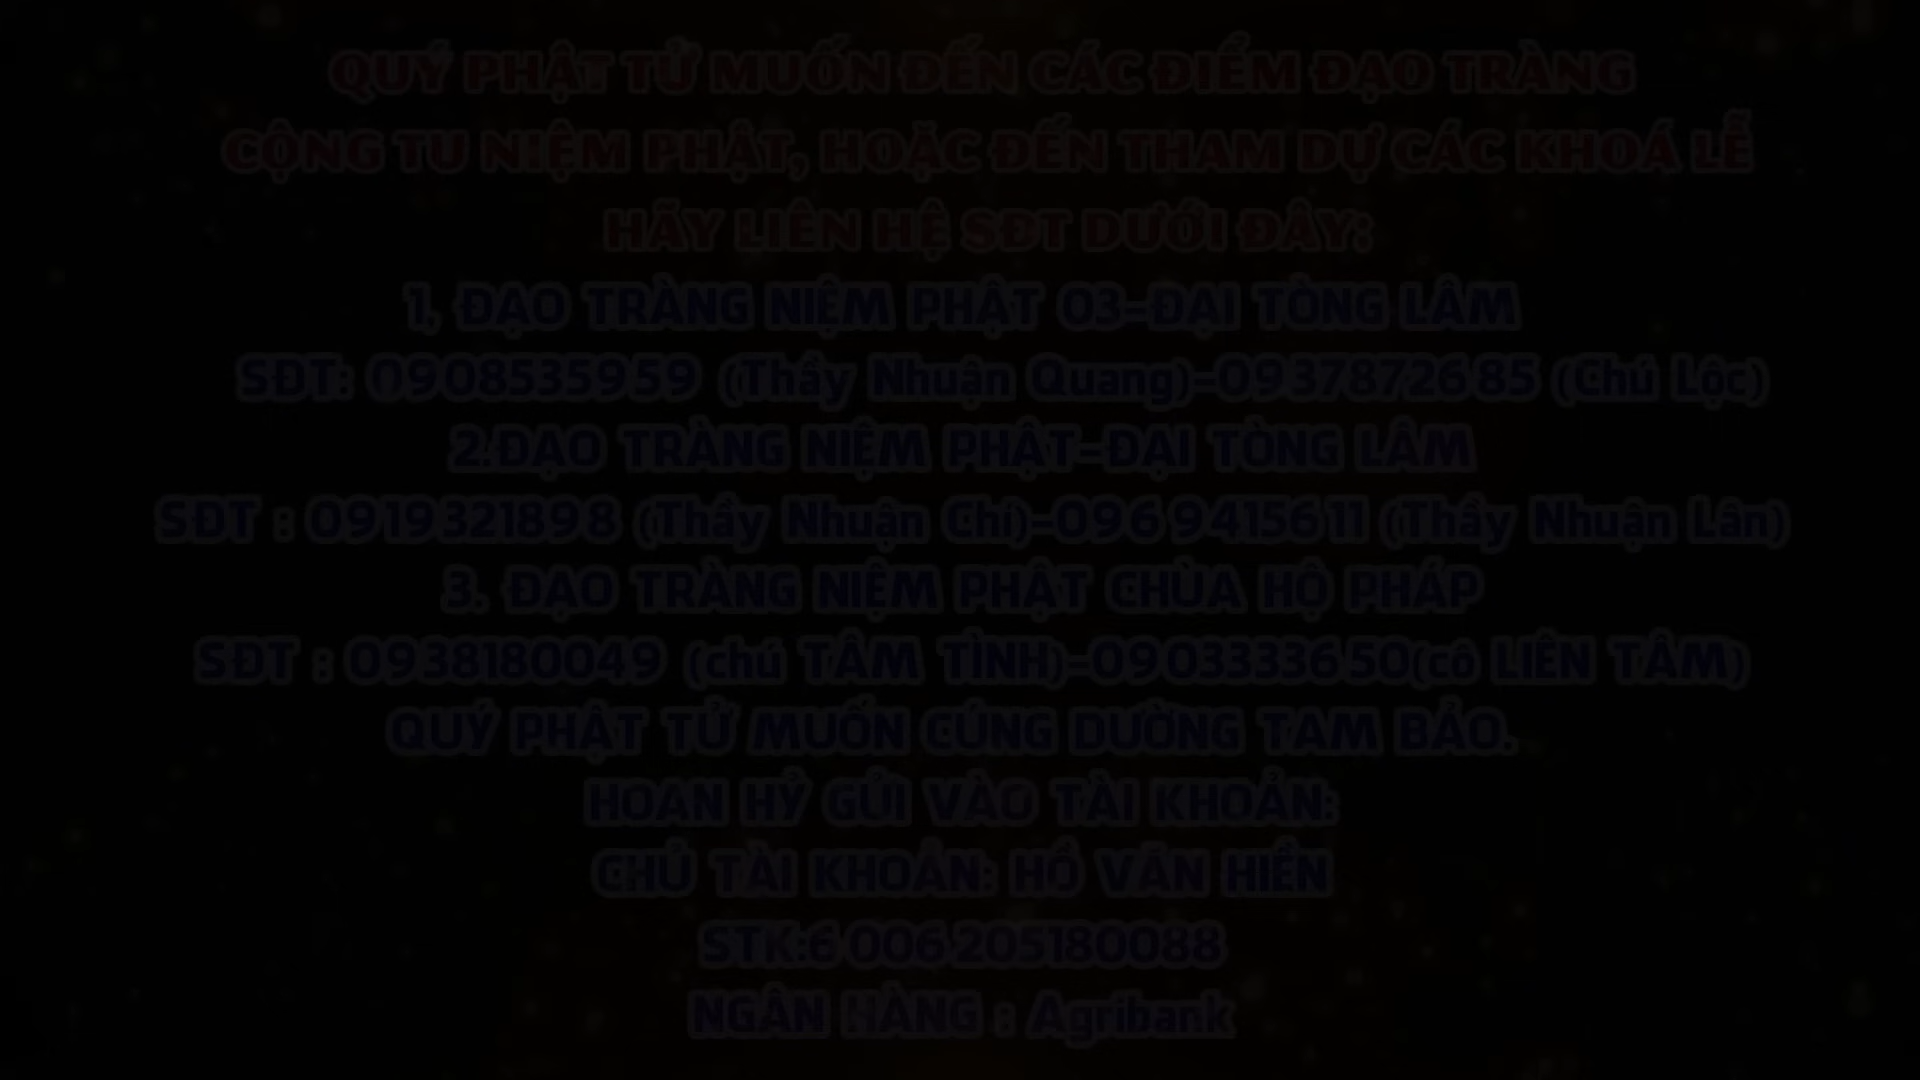 QUÝ PHẬT TỬ MUỐN ĐẾN CÁC ĐIỂM ĐẠO TRÀNG
CỘNG TU NIỆM PHẬT, HOẶC ĐẾN THAM DỰ CÁC KHOÁ LỄ
HÃY LIÊN HỆ SĐT DƯỚI ĐÂY:
1. ĐẠO TRÀNG NIỆM PHẬT 03-ĐẠI TÒNG LÂM
SĐT: 0908535959 (Thầy Nhuận Quang)-0937872685 (Chú Lộc)
2.ĐẠO TRÀNG NIỆM PHẬT-ĐẠI TÒNG LÂM
SĐT : 0919321898 (Thầy Nhuận Chí)-0969415611 (Thầy Nhuận Lân)
3. ĐẠO TRÀNG NIỆM PHẬT CHÙA HỘ PHÁP
SĐT : 0938180049 (chú TÂM TÌNH)-0903333650(cô LIÊN TÂM)
QUÝ PHẬT TỬ MUỐN CÚNG DƯỜNG TAM BẢO.
HOAN HỶ GỬI VÀO TÀI KHOẢN:
CHỦ TÀI KHOẢN: HỒ VĂN HIỀN
STK:6006205180088
NGÂN HÀNG : Agribank